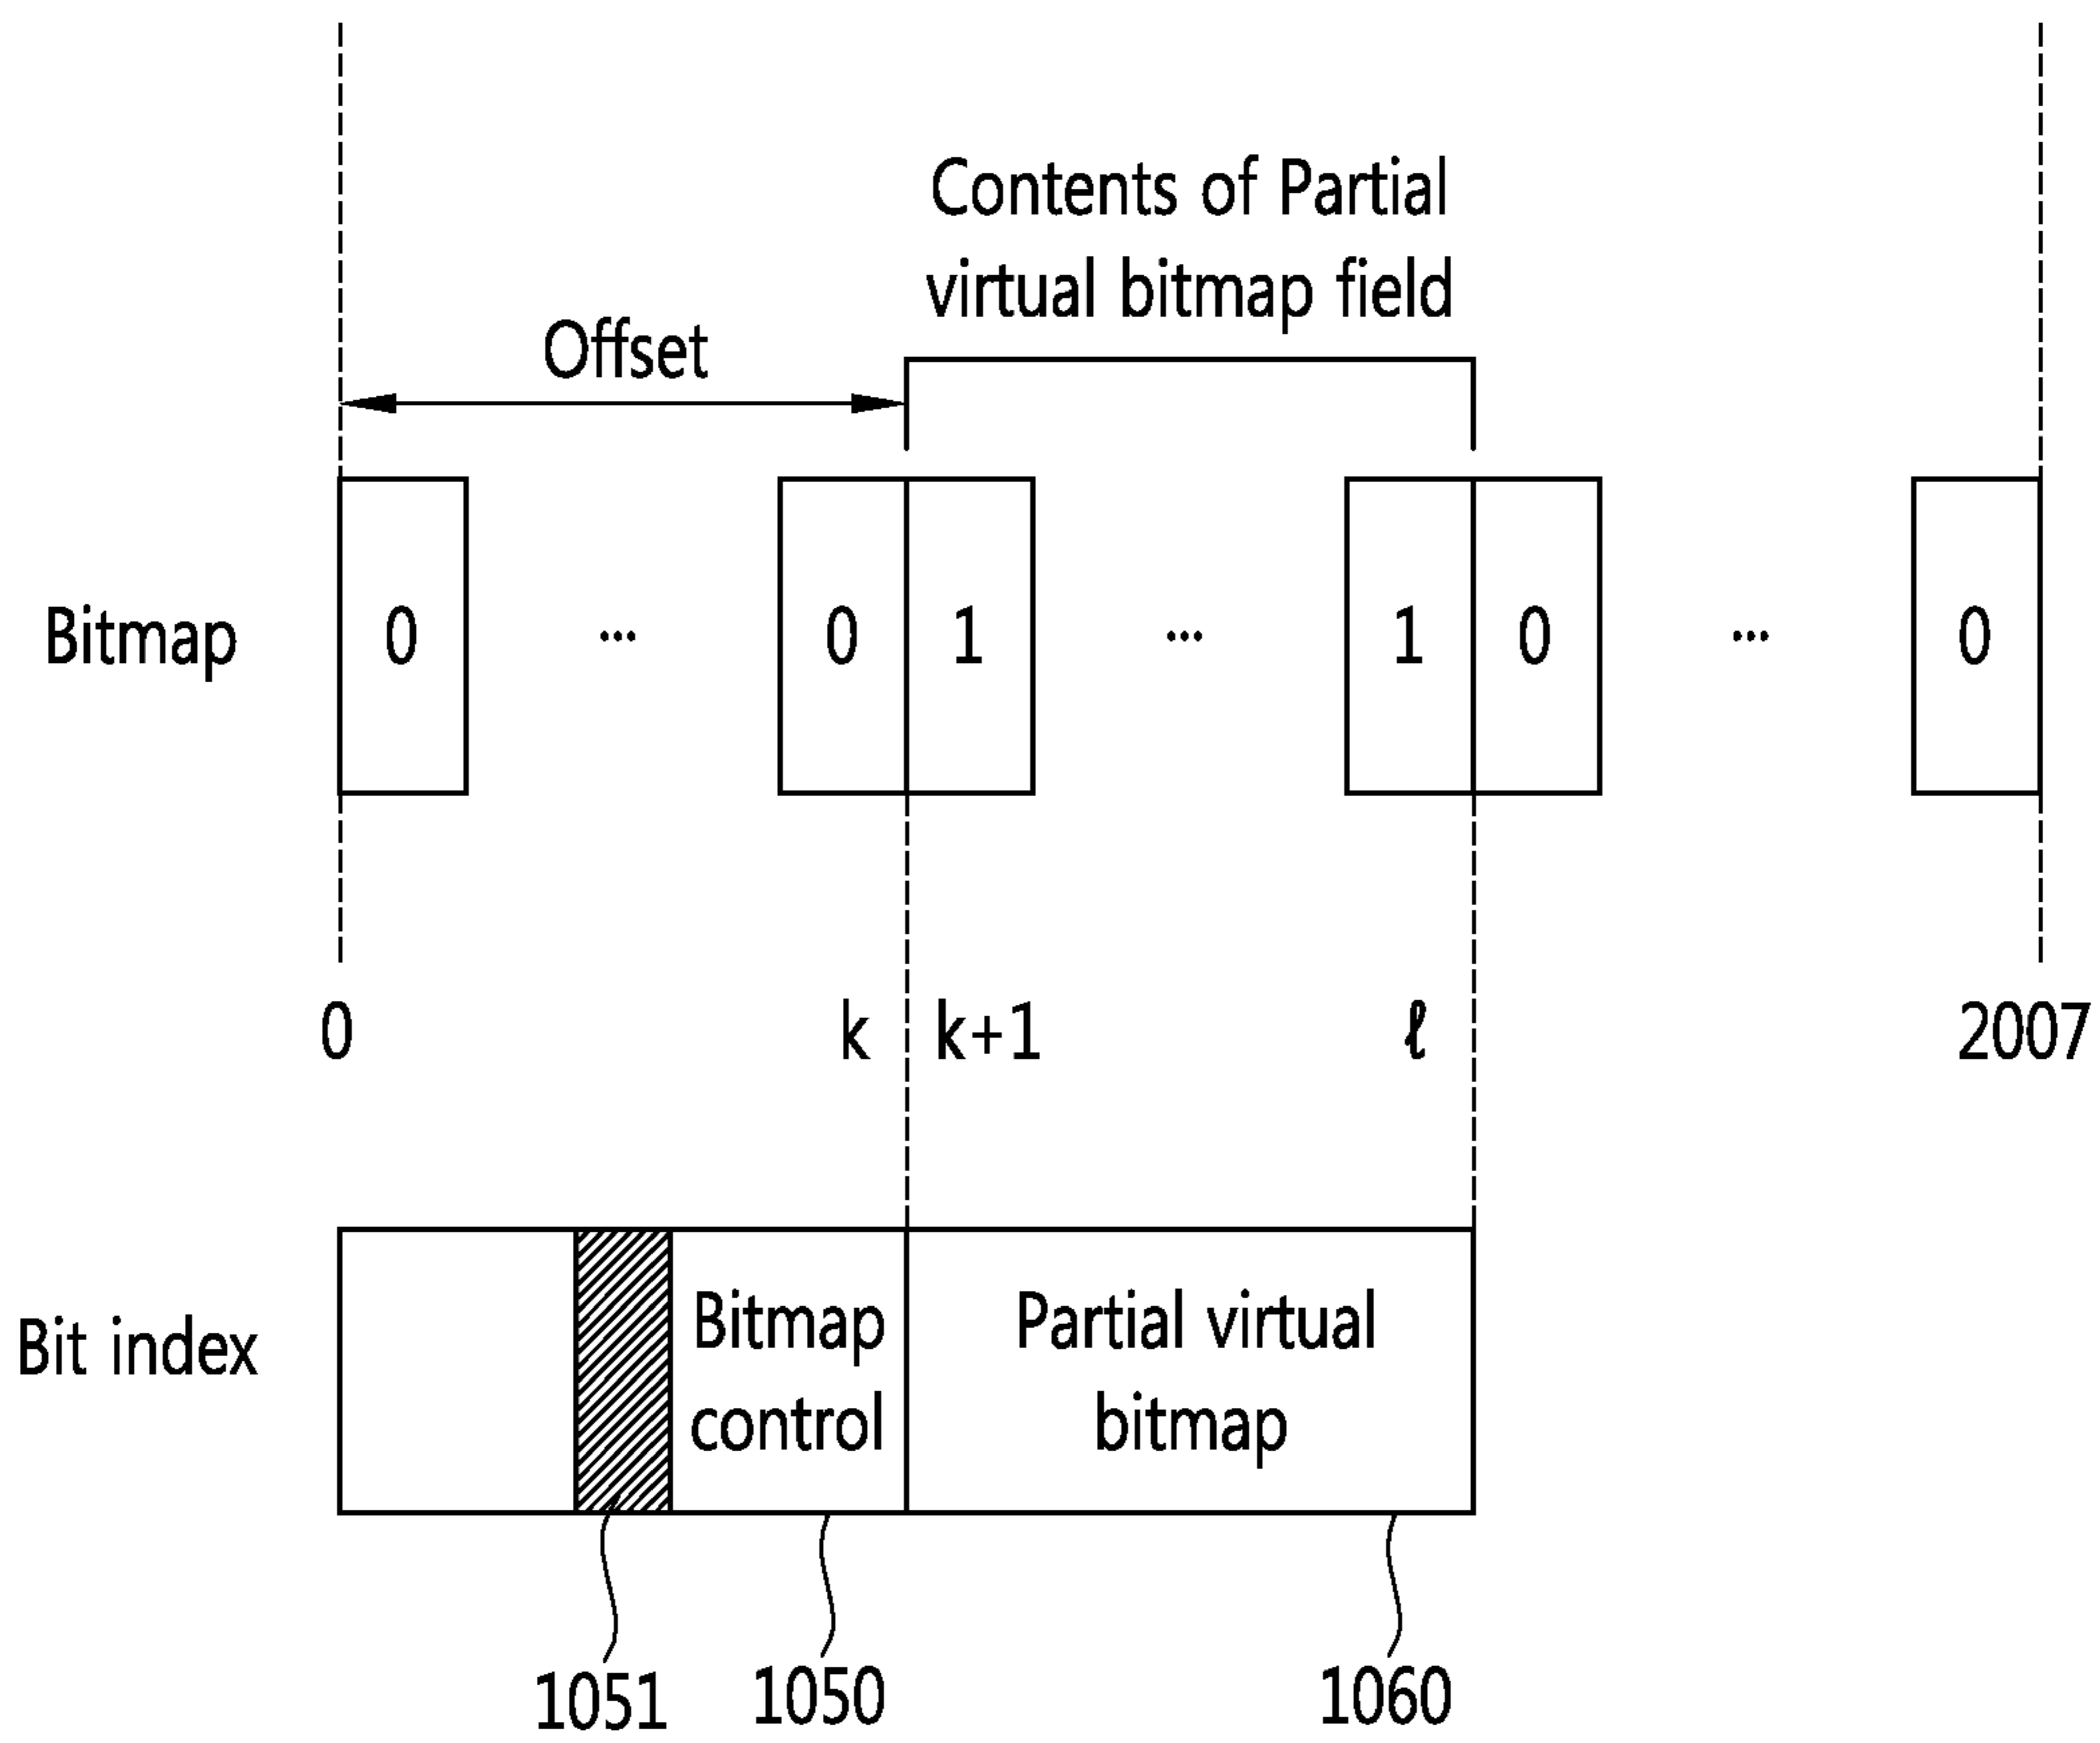 Contents of Partial
virtual bitmap field
Offset
Bitmap 0 ... 0 1 ... 1 0 ... 0
0 k k+1 ℓ 2007
Bit index
Bitmap
control
Partial virtual
bitmap
1051 1050 1060